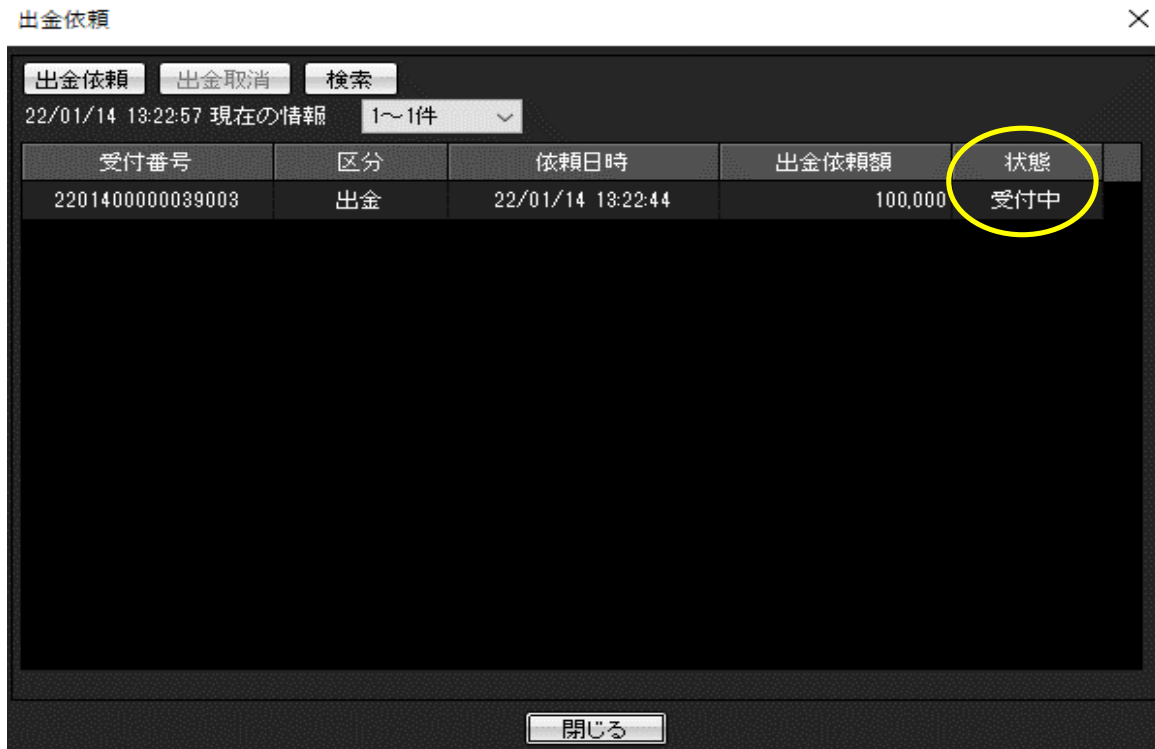 出金依頼
出金依頼 出金取消 検索
22/01/14 13:22:57 現在の情報 1～1件
受付番号 区分 依頼日時 出金依頼額 状態
2201400000039003 出金 22/01/14 13:22:44 100,000 受付中
閉じる